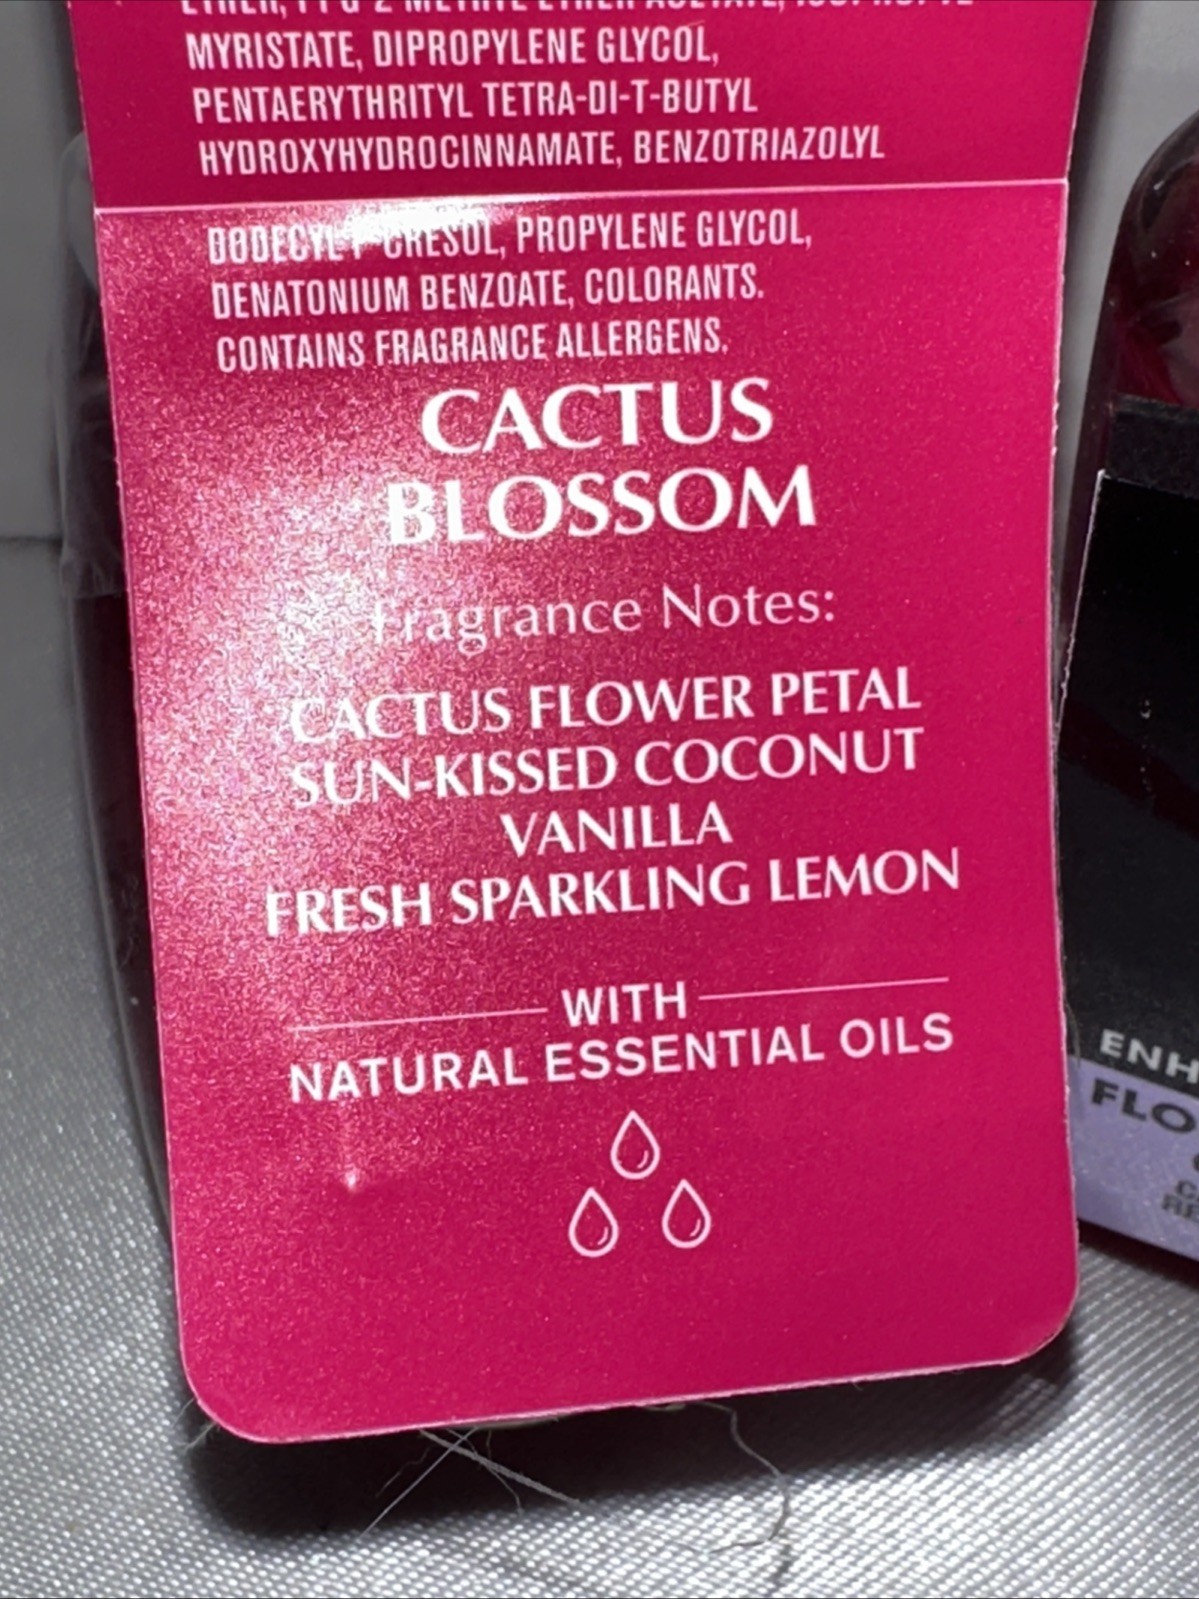 MYRISTATE, DIPROPYLENE GLYCOL,
PENTAERYTHRITYL TETRA-DI-T-BUTYL
HYDROXYHYDROCINNAMATE, BENZOTRIAZOLYL
DODECYL P-CRESOL, PROPYLENE GLYCOL,
DENATONIUM BENZOATE, COLORANTS.
CONTAINS FRAGRANCE ALLERGENS.
CACTUS
BLOSSOM
Fragrance Notes:
CACTUS FLOWER PETAL
SUN-KISSED COCONUT
VANILLA
FRESH SPARKLING LEMON
WITH
NATURAL ESSENTIAL OILS
ENH
FLO